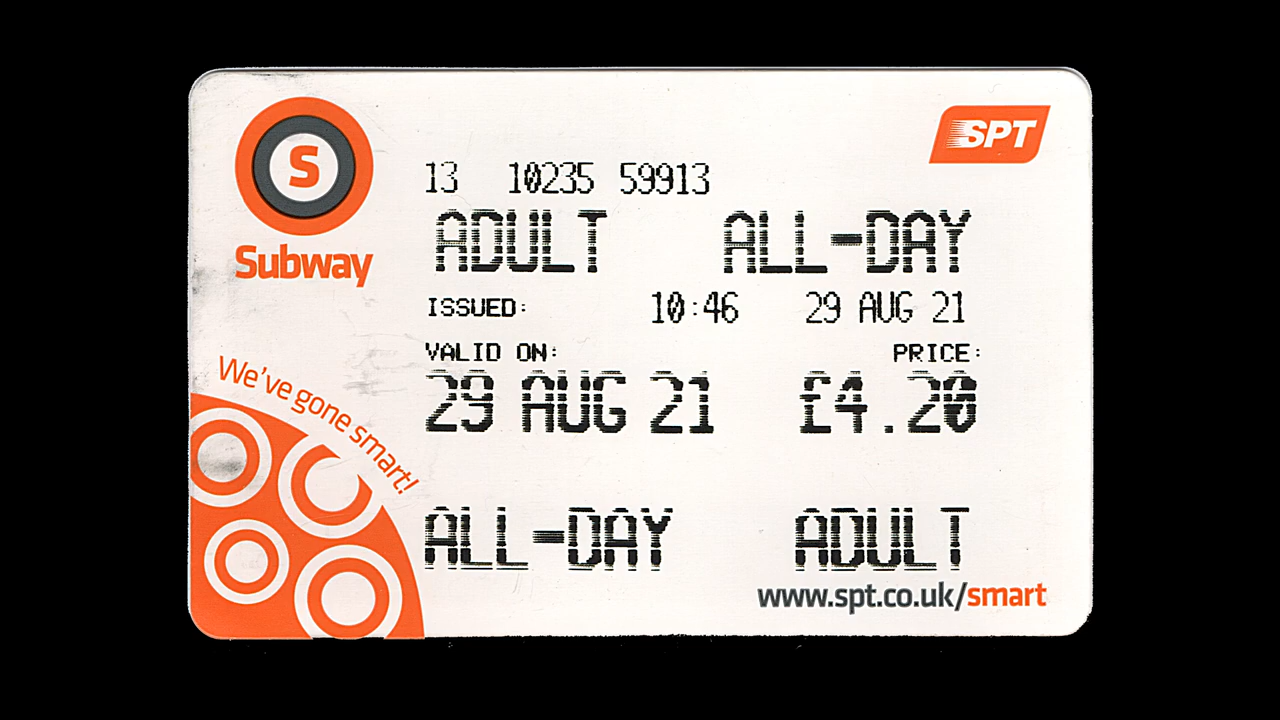 S
Subway
SPT
13 10235 59913
ADULT ALL-DAY
ISSUED: 10:46 29 AUG 21
VALID ON: PRICE:
29 AUG 21 £4.20
We've gone smart!
ALL-DAY ADULT
www.spt.co.uk/smart